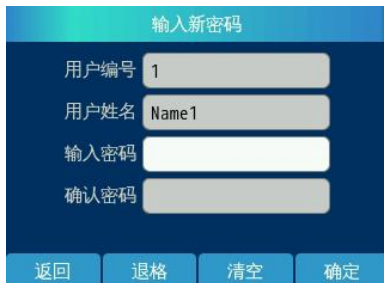 输入新密码
用户编号 1
用户姓名 Name1
输入密码
确认密码
返回 退格 清空 确定